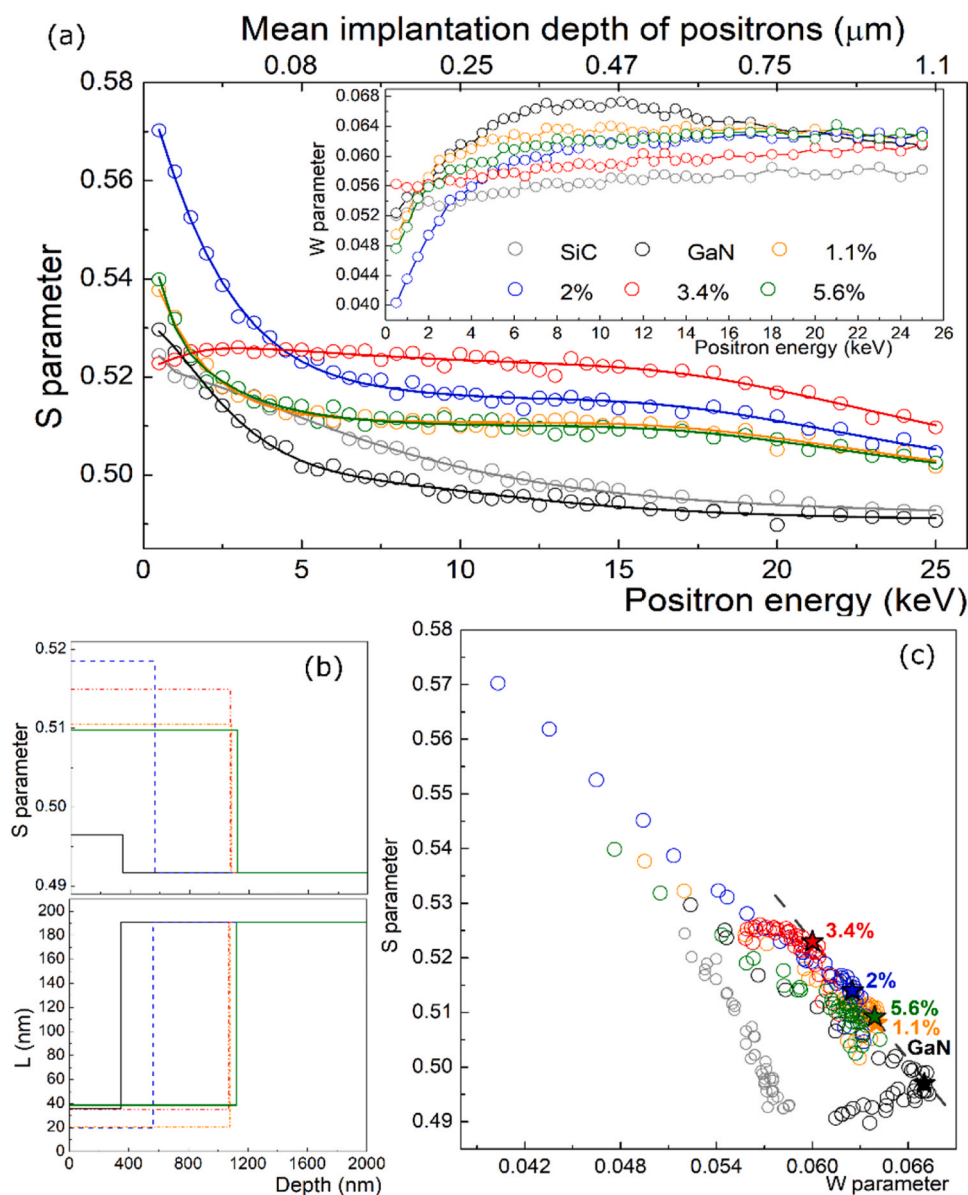 (a)
Mean implantation depth of positrons (μm)
0.08 0.25 0.47 0.75 1.1
0.58
0.56
0.54
0.52
0.50
S parameter
0.068
0.064
0.060
0.056
0.052
0.048
0.044
0.040
W parameter
SiC GaN 1.1%
2% 3.4% 5.6%
0 2 4 6 8 10 12 14 16 18 20 22 24 26
Positron energy (keV)
0 5 10 15 20 25
Positron energy (keV)
(b)
0.52
0.51
0.50
0.49
S parameter
200
180
160
140
120
100
80
60
40
20
0
L (nm)
0 400 800 1200 1600 2000
Depth (nm)
(c)
0.58
0.57
0.56
0.55
0.54
0.53
0.52
0.51
0.50
0.49
S parameter
3.4%
2%
5.6%
1.1%
GaN
0.042 0.048 0.054 0.060 0.066
W parameter